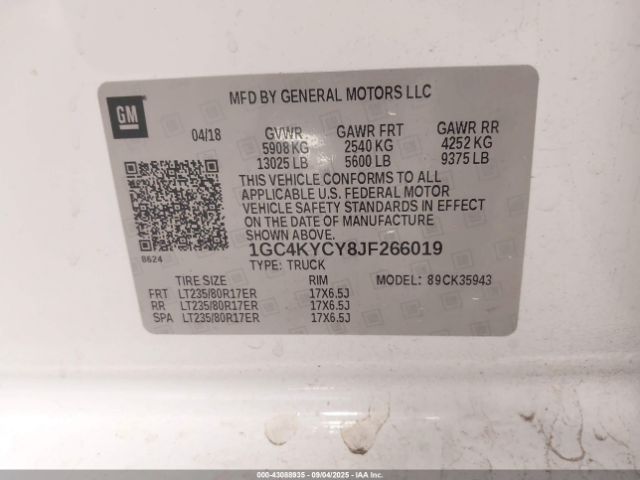 GM
MFD BY GENERAL MOTORS LLC
04/18 GVWR GAWR FRT GAWR RR
5908 KG 2540 KG 4252 KG
13025 LB 5600 LB 9375 LB
THIS VEHICLE CONFORMS TO ALL
APPLICABLE U.S. FEDERAL MOTOR
VEHICLE SAFETY STANDARDS IN EFFECT
ON THE DATE OF MANUFACTURE
SHOWN ABOVE.
8624
1GC4KYCY8JF266019
TYPE: TRUCK
TIRE SIZE RIM MODEL: 89CK35943
FRT LT235/80R17ER 17X6.5J
RR LT235/80R17ER 17X6.5J
SPA LT235/80R17ER 17X6.5J
000-43088935 - 09/04/2025 - IAAI.COM